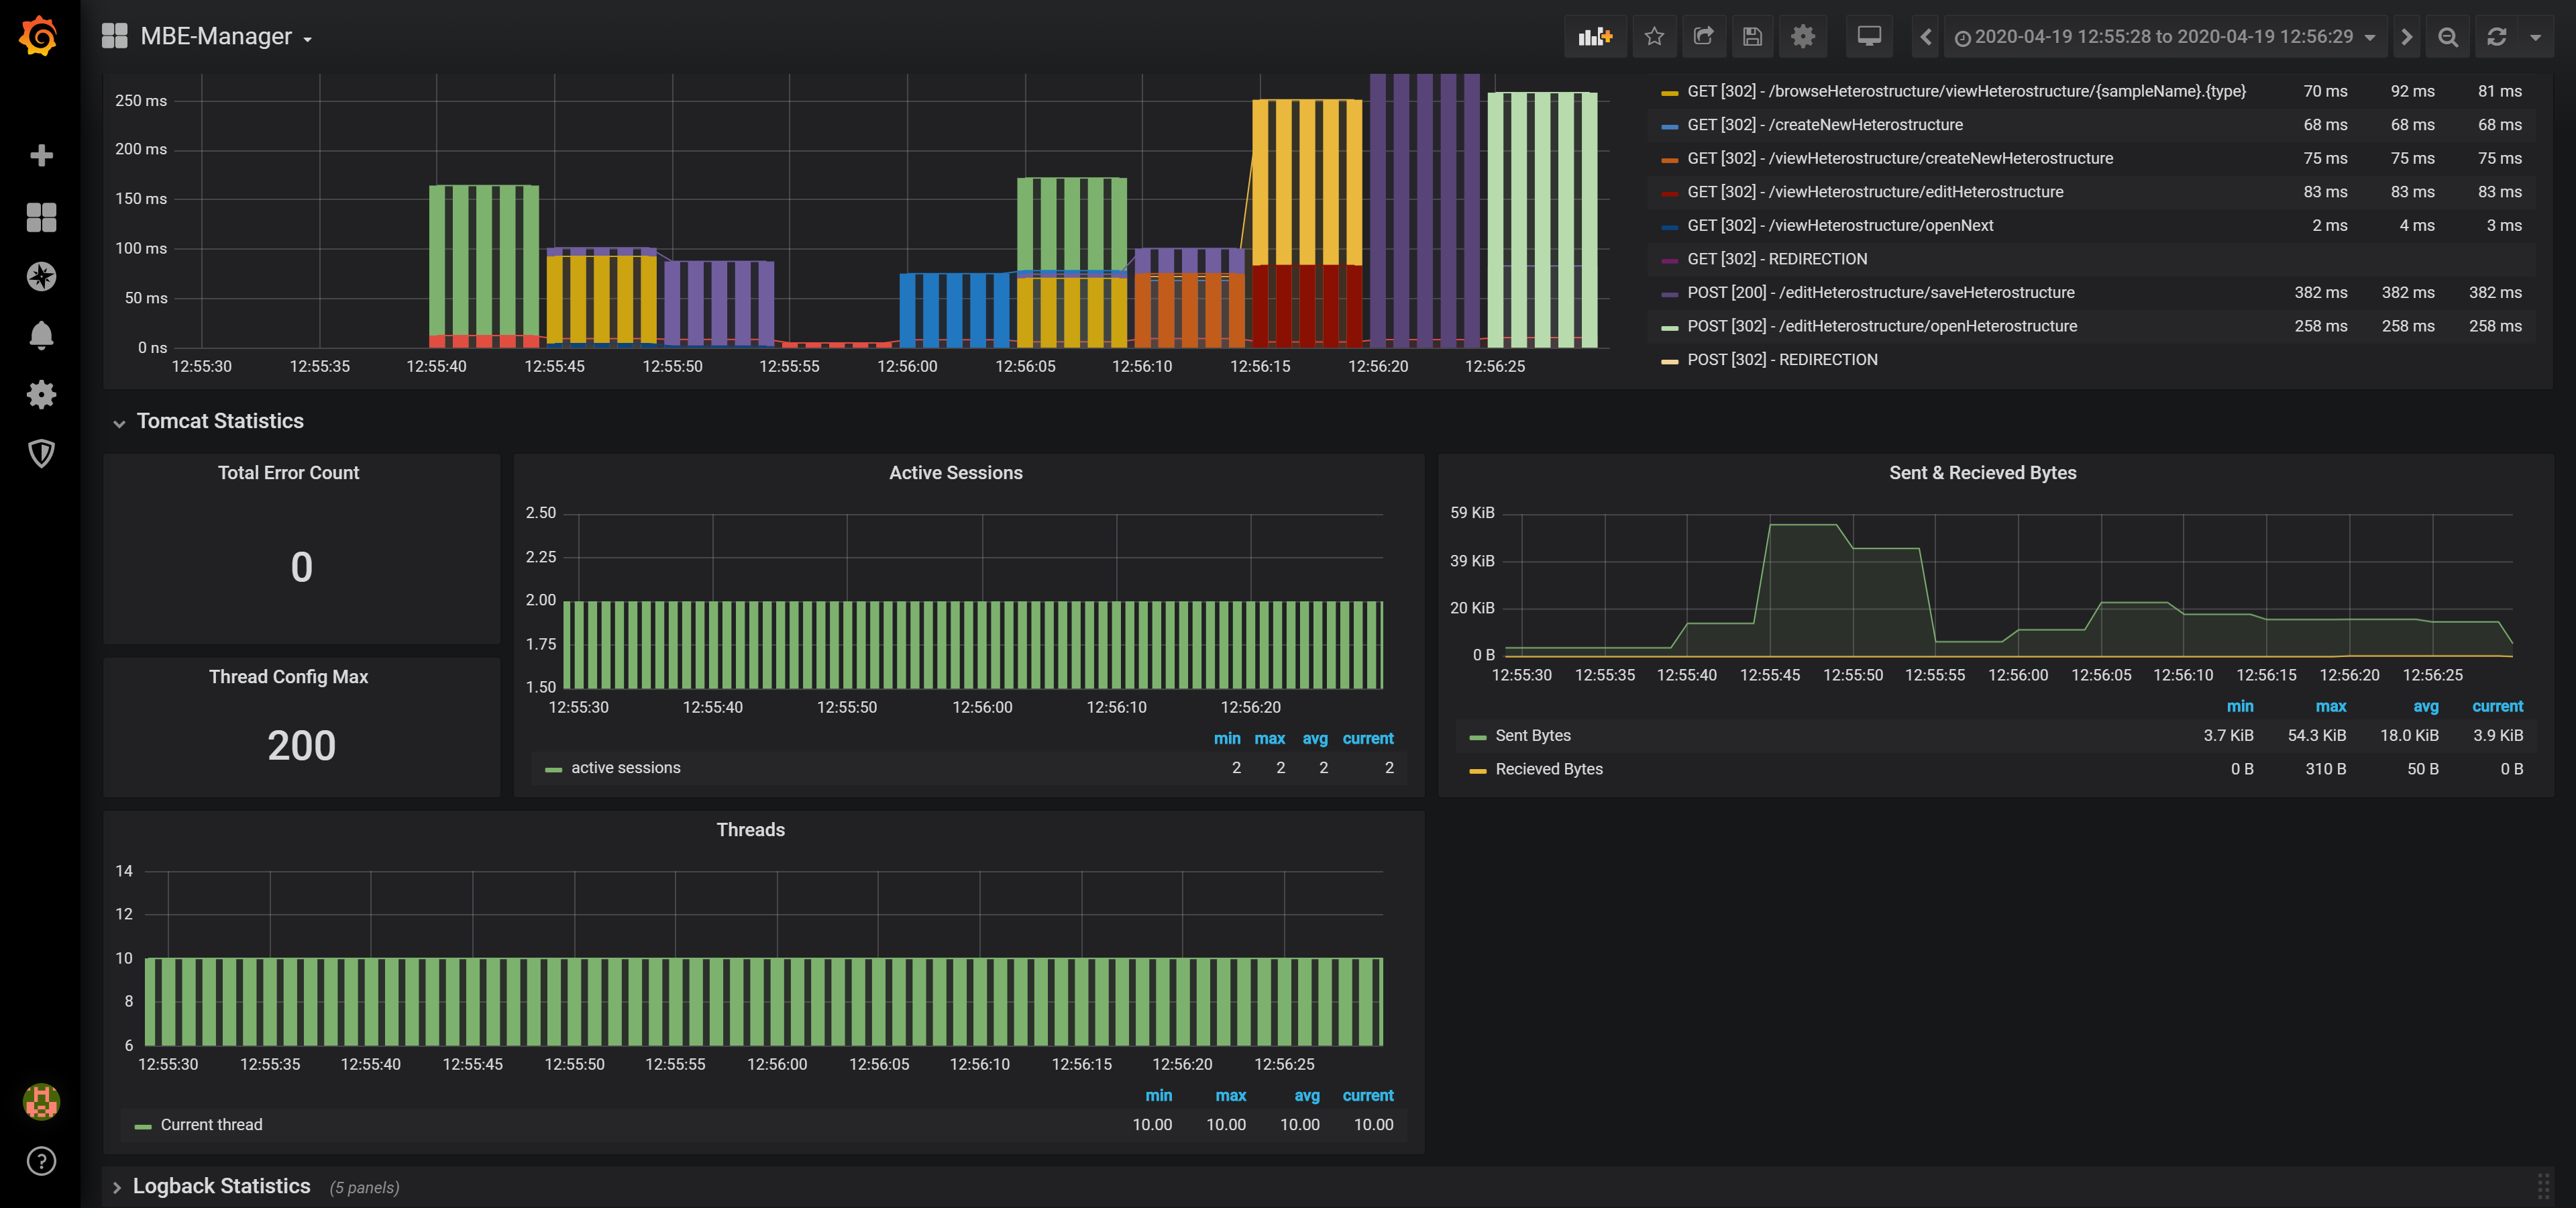 MBE-Manager
2020-04-19 12:55:28 to 2020-04-19 12:56:29
250 ms
200 ms
150 ms
100 ms
50 ms
0 ns
12:55:30 12:55:35 12:55:40 12:55:45 12:55:50 12:55:55 12:56:00 12:56:05 12:56:10 12:56:15 12:56:20 12:56:25
GET [302] - /browseHeterostructure/viewHeterostructure/{sampleName}.{type} 70 ms 92 ms 81 ms
GET [302] - /createNewHeterostructure 68 ms 68 ms 68 ms
GET [302] - /viewHeterostructure/createNewHeterostructure 75 ms 75 ms 75 ms
GET [302] - /viewHeterostructure/editHeterostructure 83 ms 83 ms 83 ms
GET [302] - /viewHeterostructure/openNext 2 ms 4 ms 3 ms
GET [302] - REDIRECTION
POST [200] - /editHeterostructure/saveHeterostructure 382 ms 382 ms 382 ms
POST [302] - /editHeterostructure/openHeterostructure 258 ms 258 ms 258 ms
POST [302] - REDIRECTION
Tomcat Statistics
Total Error Count
0
Thread Config Max
200
Active Sessions
2.50
2.25
2.00
1.75
1.50
12:55:30 12:55:40 12:55:50 12:56:00 12:56:10 12:56:20
min max avg current
active sessions 2 2 2 2
Sent & Recieved Bytes
59 KiB
39 KiB
20 KiB
0 B
12:55:30 12:55:35 12:55:40 12:55:45 12:55:50 12:55:55 12:56:00 12:56:05 12:56:10 12:56:15 12:56:20 12:56:25
min max avg current
Sent Bytes 3.7 KiB 54.3 KiB 18.0 KiB 3.9 KiB
Recieved Bytes 0 B 310 B 50 B 0 B
Threads
14
12
10
8
6
12:55:30 12:55:35 12:55:40 12:55:45 12:55:50 12:55:55 12:56:00 12:56:05 12:56:10 12:56:15 12:56:20 12:56:25
min max avg current
Current thread 10.00 10.00 10.00 10.00
Logback Statistics (5 panels)